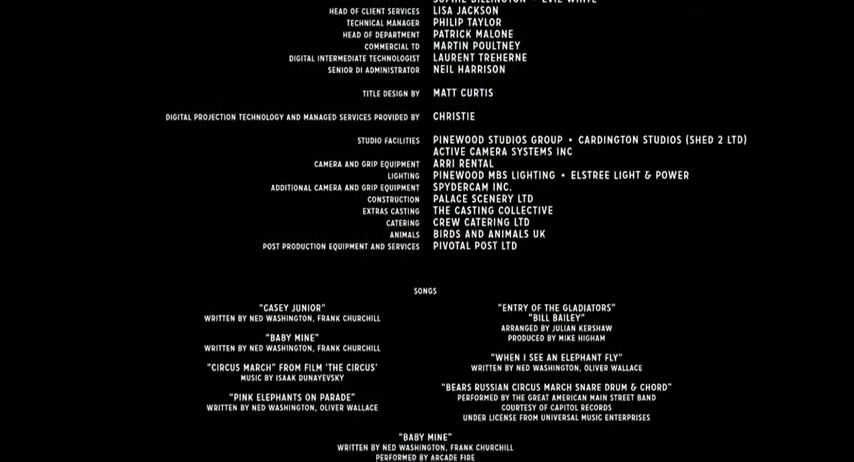 HEAD OF CLIENT SERVICES LISA JACKSON
TECHNICAL MANAGER PHILIP TAYLOR
HEAD OF DEPARTMENT PATRICK MALONE
COMMERCIAL TD MARTIN POULTNEY
DIGITAL INTERMEDIATE TECHNOLOGIST LAURENT TREHERNE
SENIOR DI ADMINISTRATOR NEIL HARRISON
TITLE DESIGN BY MATT CURTIS
DIGITAL PROJECTION TECHNOLOGY AND MANAGED SERVICES PROVIDED BY CHRISTIE
STUDIO FACILITIES PINEWOOD STUDIOS GROUP • CARDINGTON STUDIOS (SHED 2 LTD)
ACTIVE CAMERA SYSTEMS INC
CAMERA AND GRIP EQUIPMENT ARRI RENTAL
LIGHTING PINEWOOD MBS LIGHTING • ELSTREE LIGHT & POWER
ADDITIONAL CAMERA AND GRIP EQUIPMENT SPYDERCAM INC.
CONSTRUCTION PALACE SCENERY LTD
EXTRAS CASTING THE CASTING COLLECTIVE
CATERING CREW CATERING LTD
ANIMALS BIRDS AND ANIMALS UK
POST PRODUCTION EQUIPMENT AND SERVICES PIVOTAL POST LTD
SONGS
"CASEY JUNIOR"
WRITTEN BY NED WASHINGTON, FRANK CHURCHILL
"BABY MINE"
WRITTEN BY NED WASHINGTON, FRANK CHURCHILL
"CIRCUS MARCH" FROM FILM 'THE CIRCUS'
MUSIC BY ISAAK DUNAYEVSKY
"PINK ELEPHANTS ON PARADE"
WRITTEN BY NED WASHINGTON, OLIVER WALLACE
"ENTRY OF THE GLADIATORS"
"BILL BAILEY"
ARRANGED BY JULIAN KERSHAW
PRODUCED BY MIKE HIGHAM
"WHEN I SEE AN ELEPHANT FLY"
WRITTEN BY NED WASHINGTON, OLIVER WALLACE
"BEARS RUSSIAN CIRCUS MARCH SNARE DRUM & CHORD"
PERFORMED BY THE GREAT AMERICAN MAIN STREET BAND
COURTESY OF CAPITOL RECORDS
UNDER LICENSE FROM UNIVERSAL MUSIC ENTERPRISES
"BABY MINE"
WRITTEN BY NED WASHINGTON, FRANK CHURCHILL
PERFORMED BY ARCADE FIRE